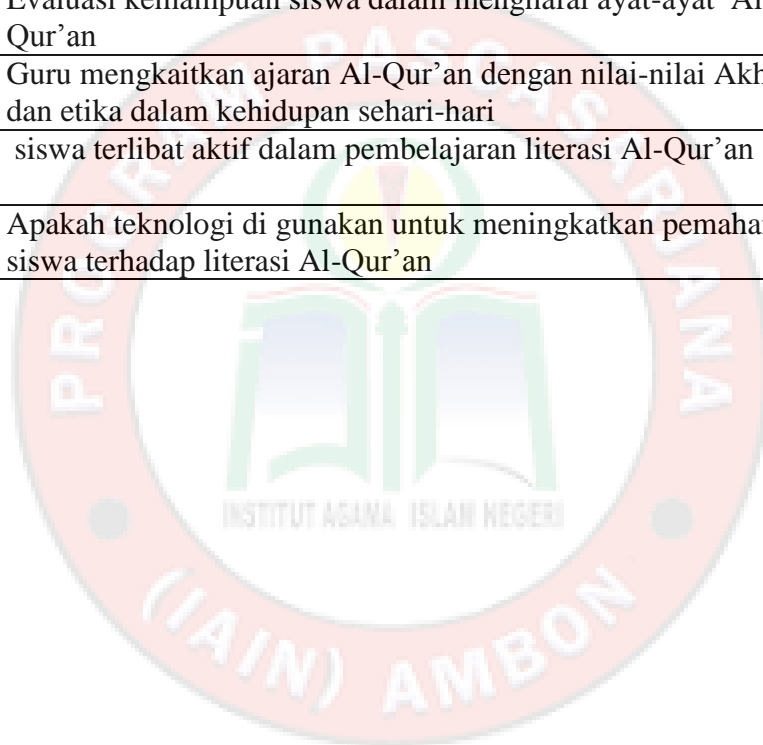 Evaluasi kemampuan siswa dalam menghafal ayat-ayat Al-
Qur’an
Guru mengkaitkan ajaran Al-Qur’an dengan nilai-nilai Akh
dan etika dalam kehidupan sehari-hari
siswa terlibat aktif dalam pembelajaran literasi Al-Qur’an
Apakah teknologi di gunakan untuk meningkatkan pemaha
siswa terhadap literasi Al-Qur’an
PROGRAM PASCASARJANA
INSTITUT AGAMA ISLAM NEGERI
(IAIN) AMBON